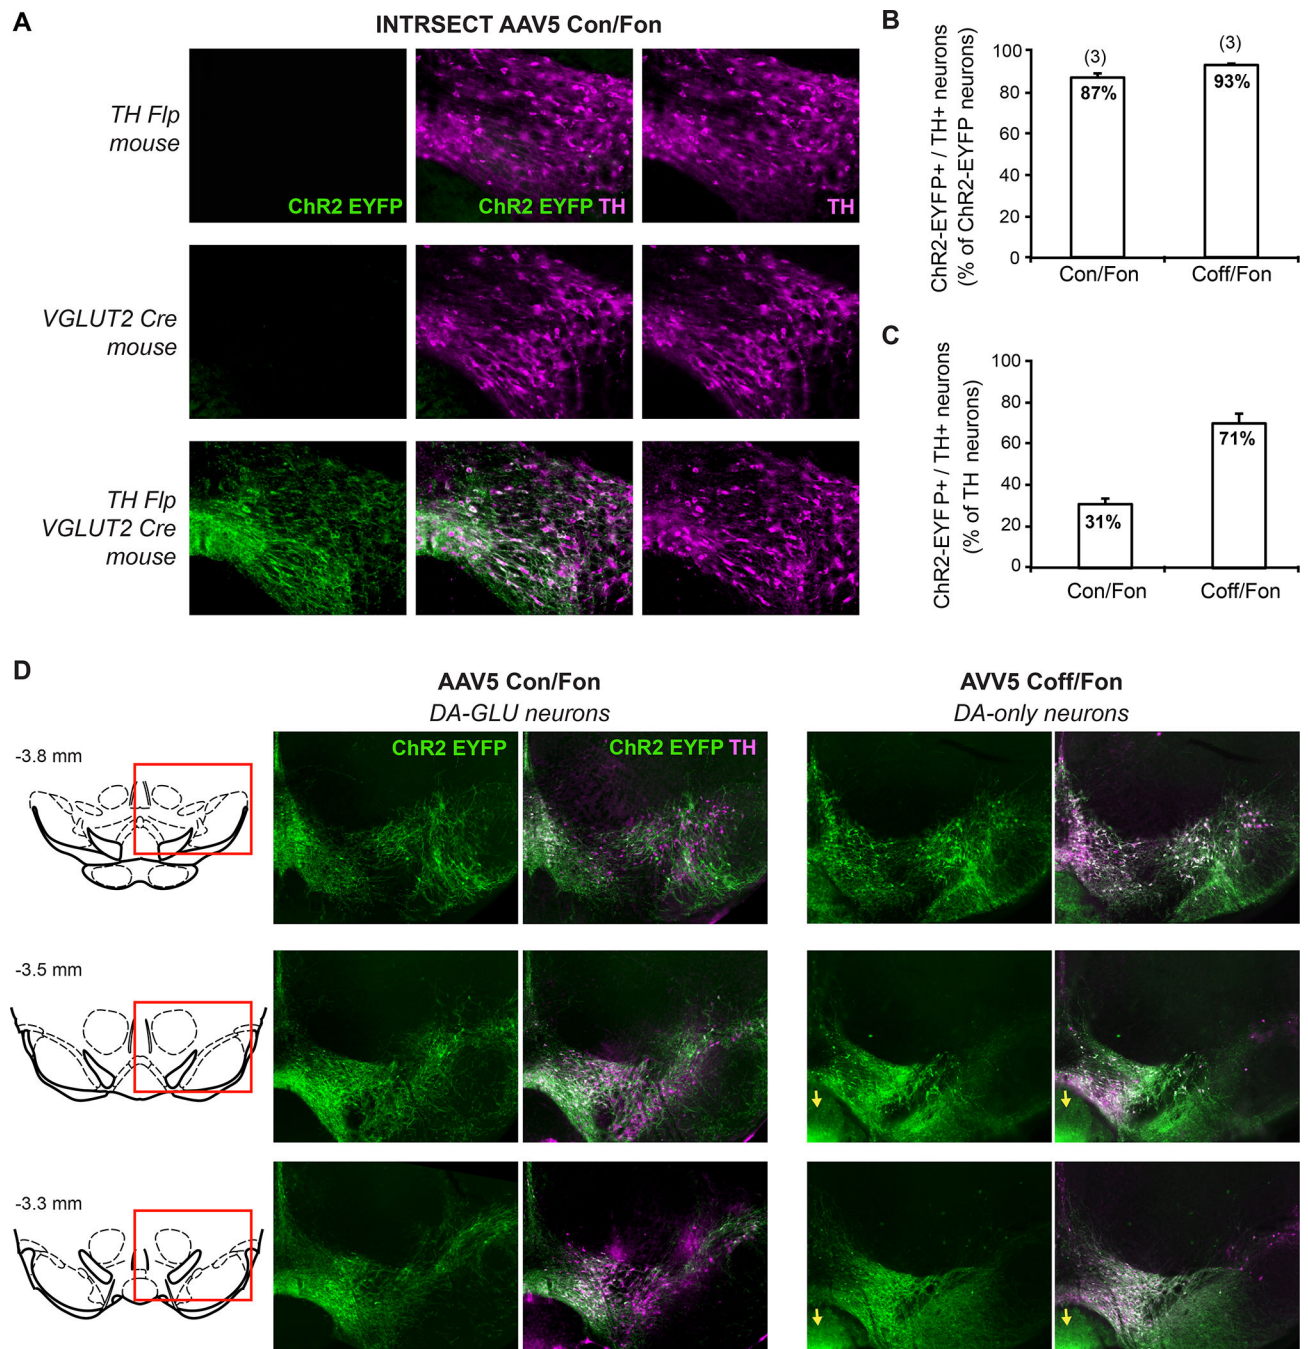 A
INTRSECT AAV5 Con/Fon
TH Flp
mouse
ChR2 EYFP
ChR2 EYFP TH
TH
VGLUT2 Cre
mouse
TH Flp
VGLUT2 Cre
mouse
B
ChR2-EYFP+ / TH+ neurons
(% of ChR2-EYFP neurons)
100
80
60
40
20
0
(3)
87%
(3)
93%
Con/Fon
Coff/Fon
C
ChR2-EYFP+ / TH+ neurons
(% of TH neurons)
100
80
60
40
20
0
31%
71%
Con/Fon
Coff/Fon
D
AAV5 Con/Fon
DA-GLU neurons
AVV5 Coff/Fon
DA-only neurons
-3.8 mm
ChR2 EYFP
ChR2 EYFP TH
-3.5 mm
-3.3 mm